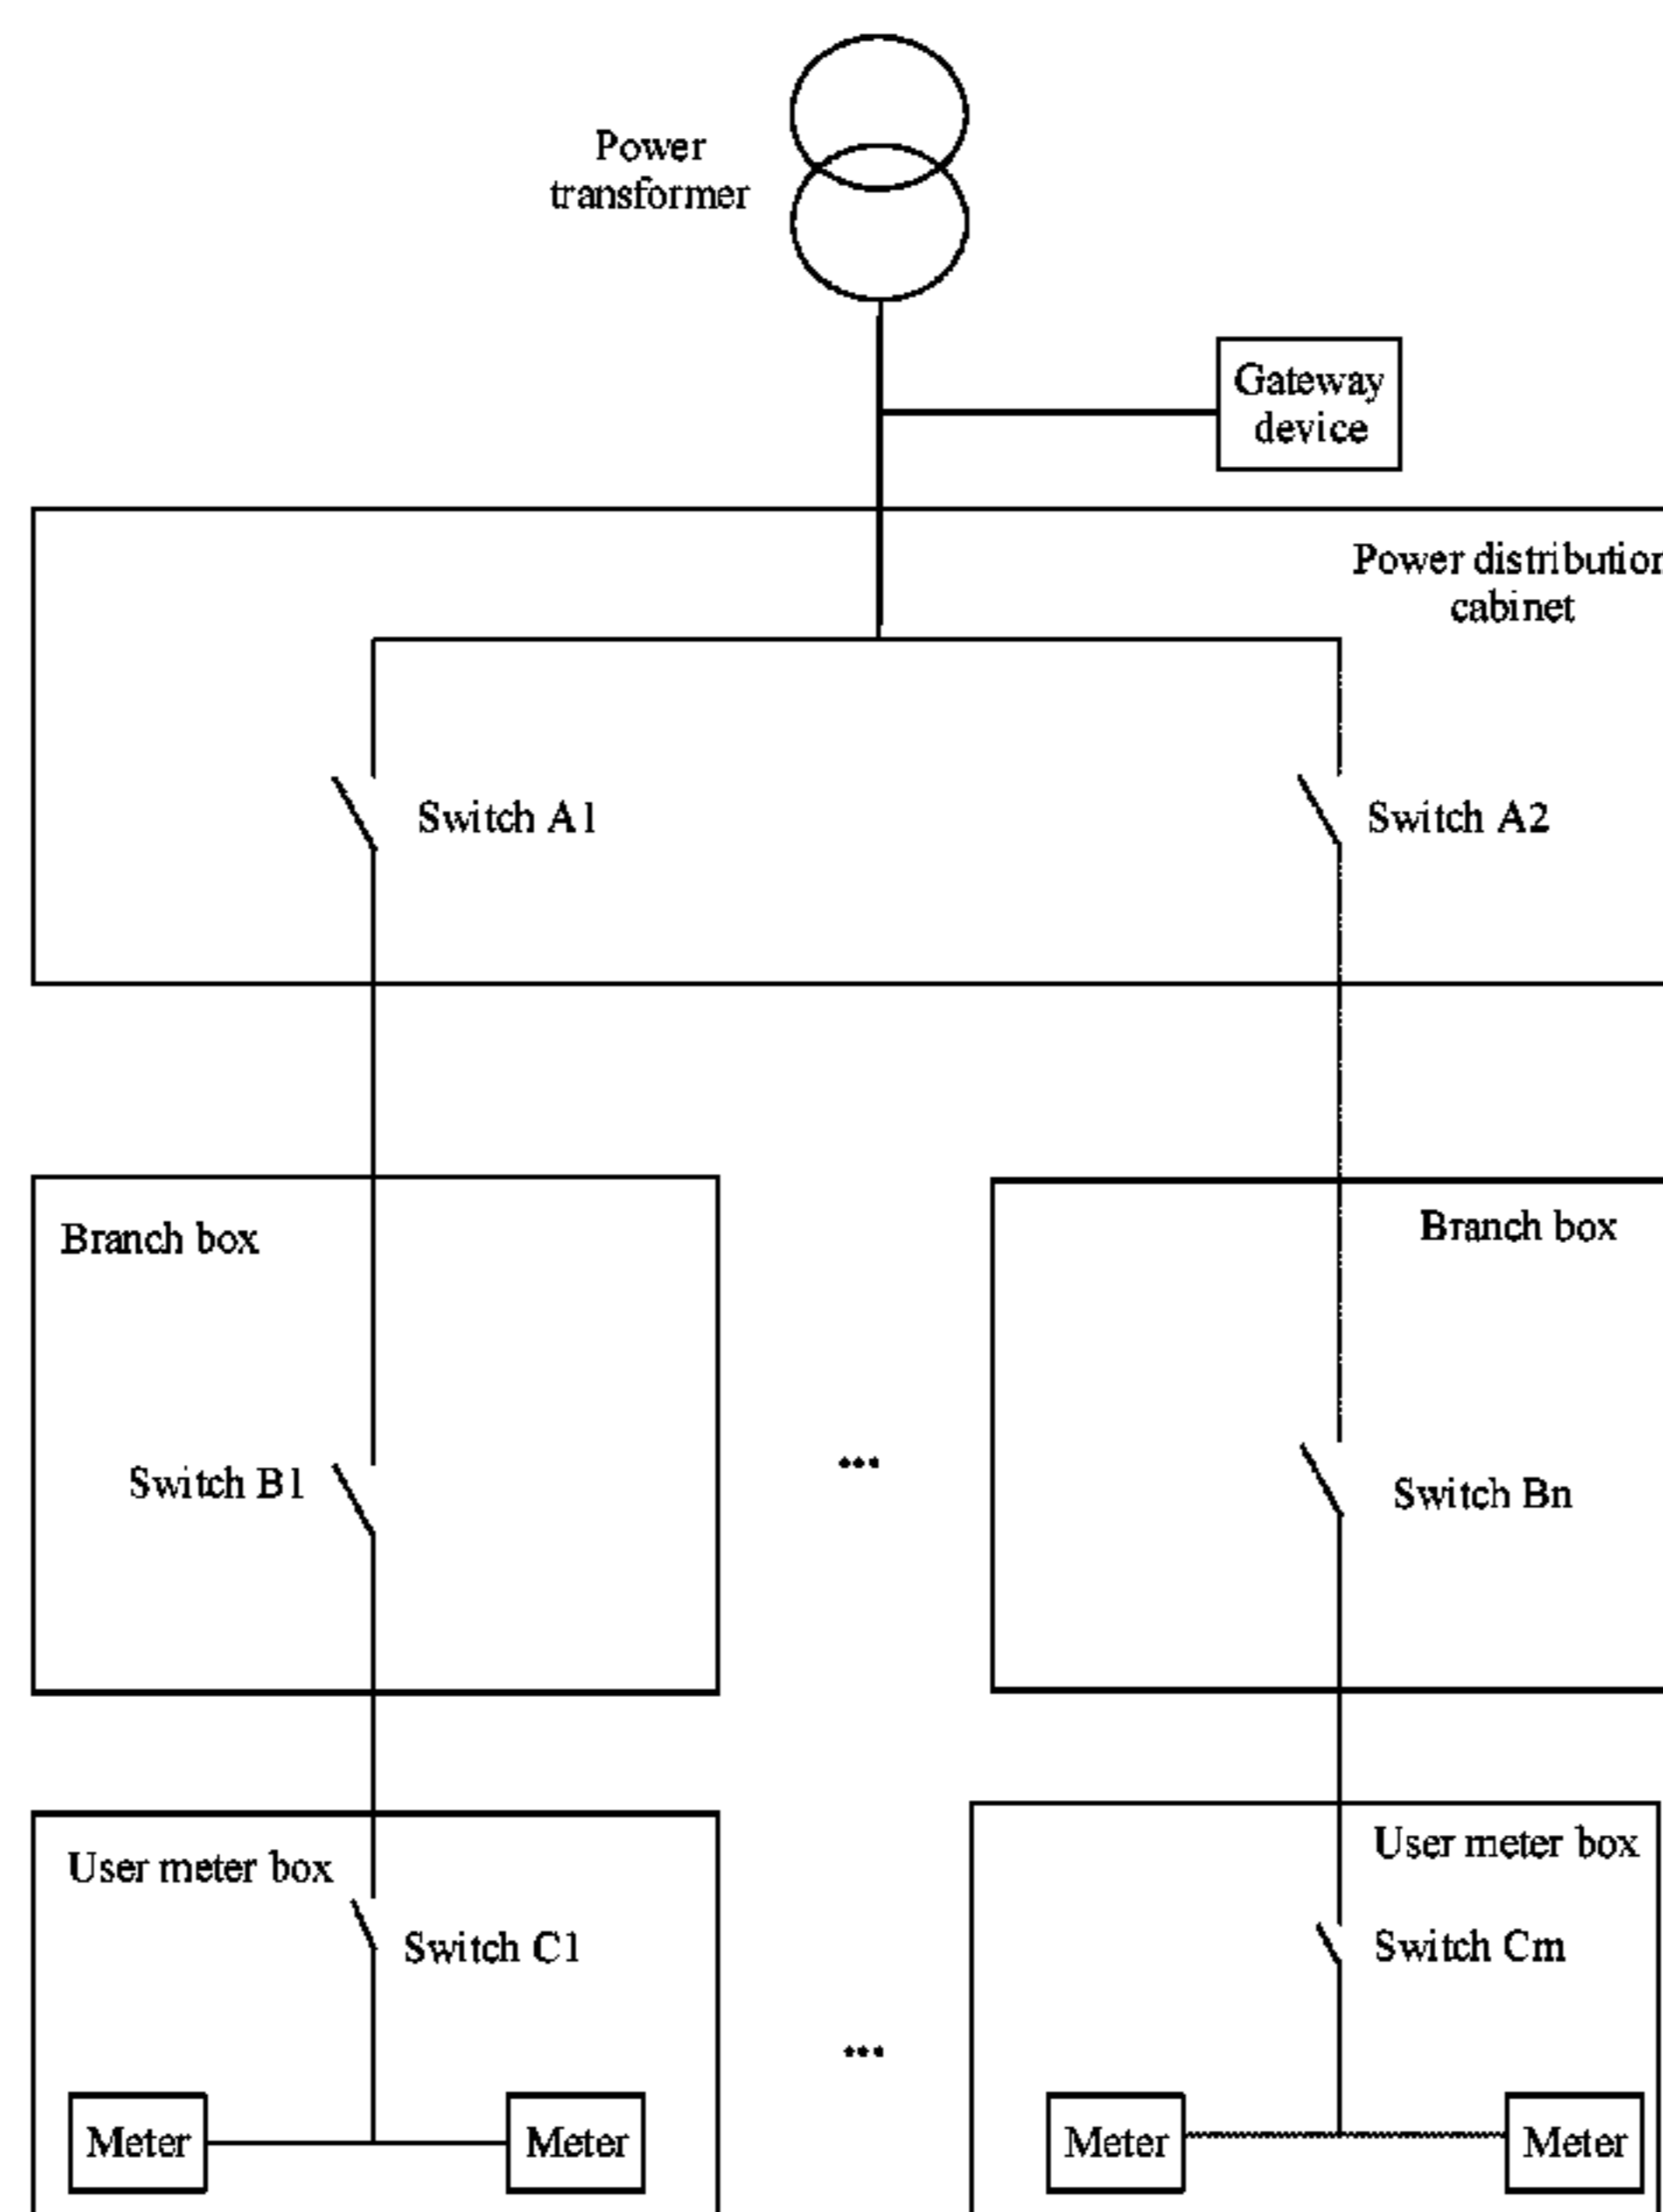 Power
transformer
Gateway
device
Power distribution
cabinet
Switch A1
Switch A2
Branch box
Branch box
Switch B1
...
Switch Bn
User meter box
User meter box
Switch C1
Switch Cm
...
Meter
Meter
Meter
Meter